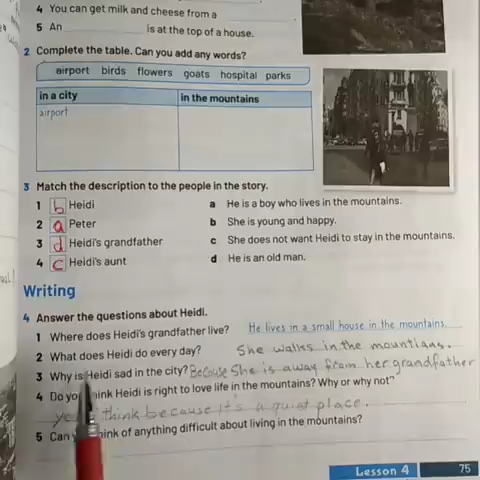 4 You can get milk and cheese from a
5 An is at the top of a house.
2 Complete the table. Can you add any words?
airport birds flowers goats hospital parks
in a city in the mountains
airport
3 Match the description to the people in the story.
1 b Heidi a He is a boy who lives in the mountains.
2 a Peter b She is young and happy.
3 d Heidi's grandfather c She does not want Heidi to stay in the mountains.
4 c Heidi's aunt d He is an old man.
Writing
4 Answer the questions about Heidi.
1 Where does Heidi's grandfather live? He lives in a small house in the mountains.
2 What does Heidi do every day? She walks in the mountians.
3 Why is Heidi sad in the city? Because She is away from her grandfather
4 Do you think Heidi is right to love life in the mountains? Why or why not?
think because it's a quiet place.
5 Can think of anything difficult about living in the mountains?
Lesson 4 75